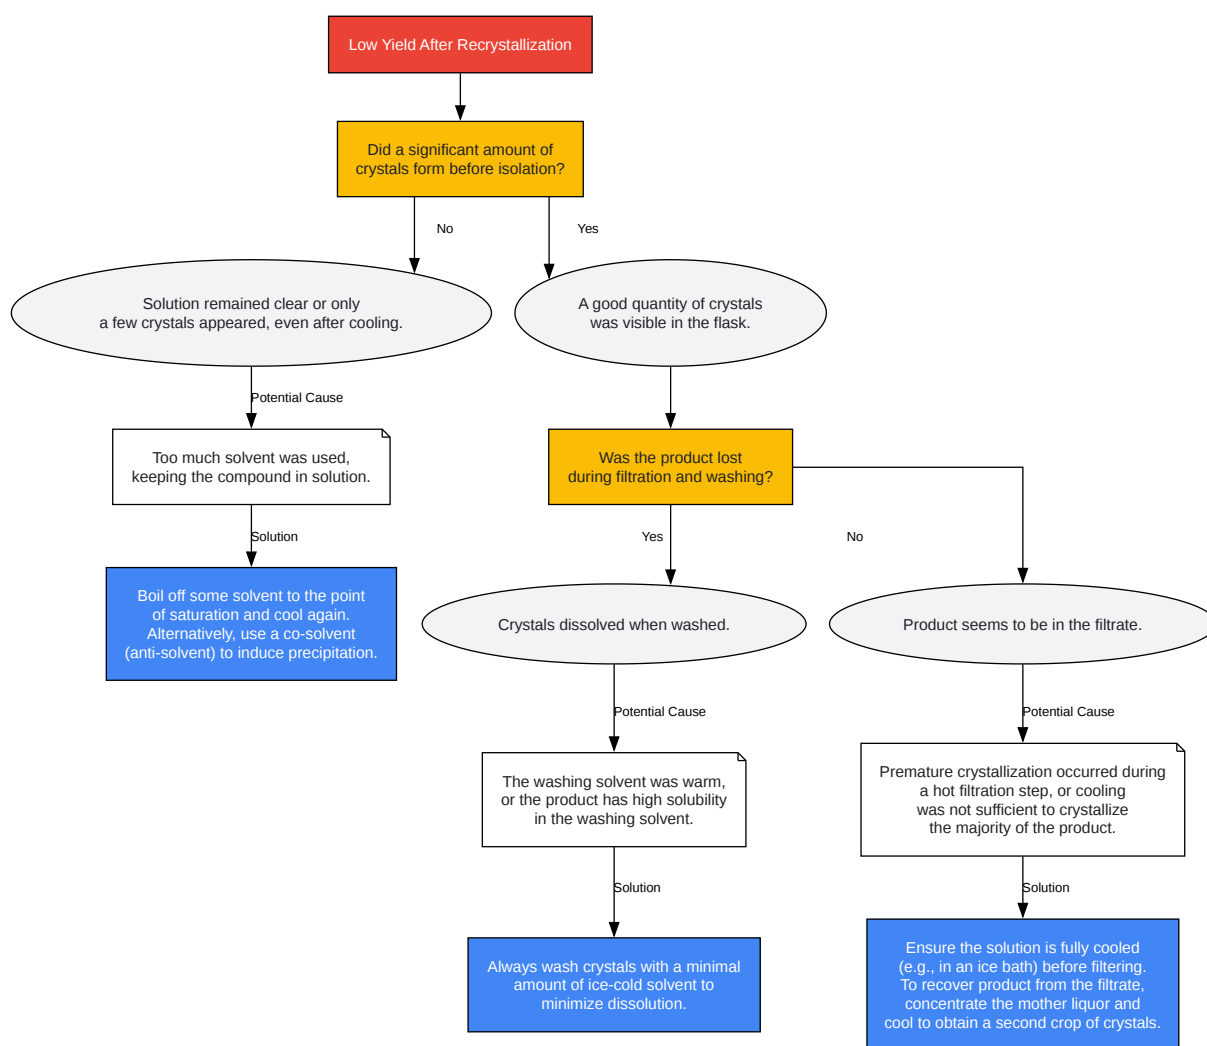 Low Yield After Recrystallization
Did a significant amount of
crystals form before isolation?
No
Yes
Solution remained clear or only
a few crystals appeared, even after cooling.
A good quantity of crystals
was visible in the flask.
Potential Cause
Too much solvent was used,
keeping the compound in solution.
Was the product lost
during filtration and washing?
Solution
Yes
No
Boil off some solvent to the point
of saturation and cool again.
Alternatively, use a co-solvent
(anti-solvent) to induce precipitation.
Crystals dissolved when washed.
Product seems to be in the filtrate.
Potential Cause
Potential Cause
The washing solvent was warm,
or the product has high solubility
in the washing solvent.
Premature crystallization occurred during
a hot filtration step, or cooling
was not sufficient to crystallize
the majority of the product.
Solution
Solution
Always wash crystals with a minimal
amount of ice-cold solvent to
minimize dissolution.
Ensure the solution is fully cooled
(e.g., in an ice bath) before filtering.
To recover product from the filtrate,
concentrate the mother liquor and
cool to obtain a second crop of crystals.